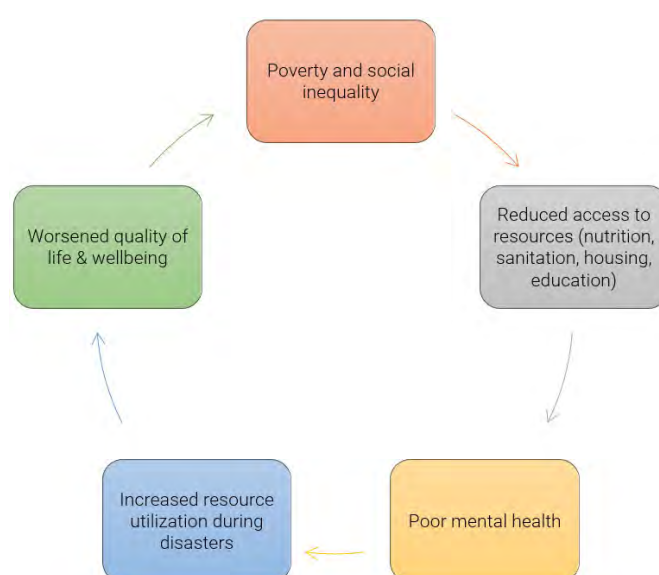 Poverty and social
inequality
Reduced access to
resources (nutrition,
sanitation, housing,
education)
Poor mental health
Increased resource
utilization during
disasters
Worsened quality of
life & wellbeing